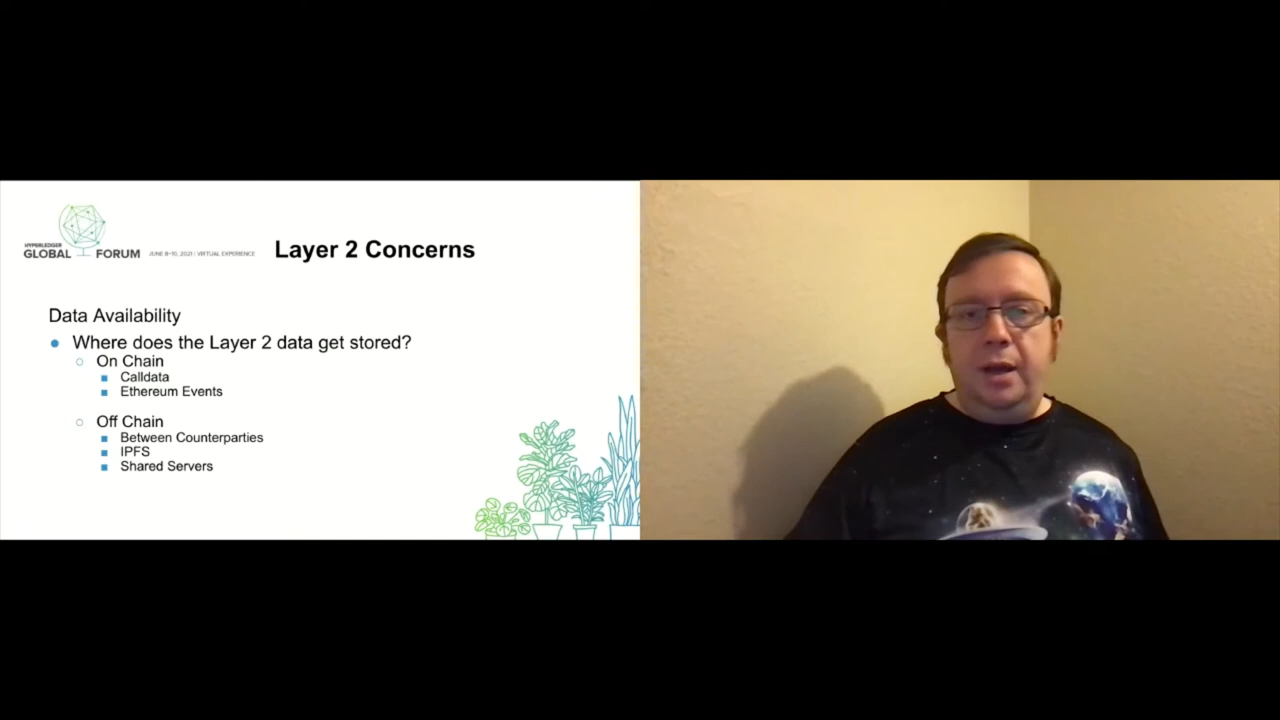 HYPERLEDGER
GLOBAL FORUM
JUNE 8–10, 2021 | VIRTUAL EXPERIENCE
Layer 2 Concerns
Data Availability
Where does the Layer 2 data get stored?
On Chain
Calldata
Ethereum Events
Off Chain
Between Counterparties
IPFS
Shared Servers